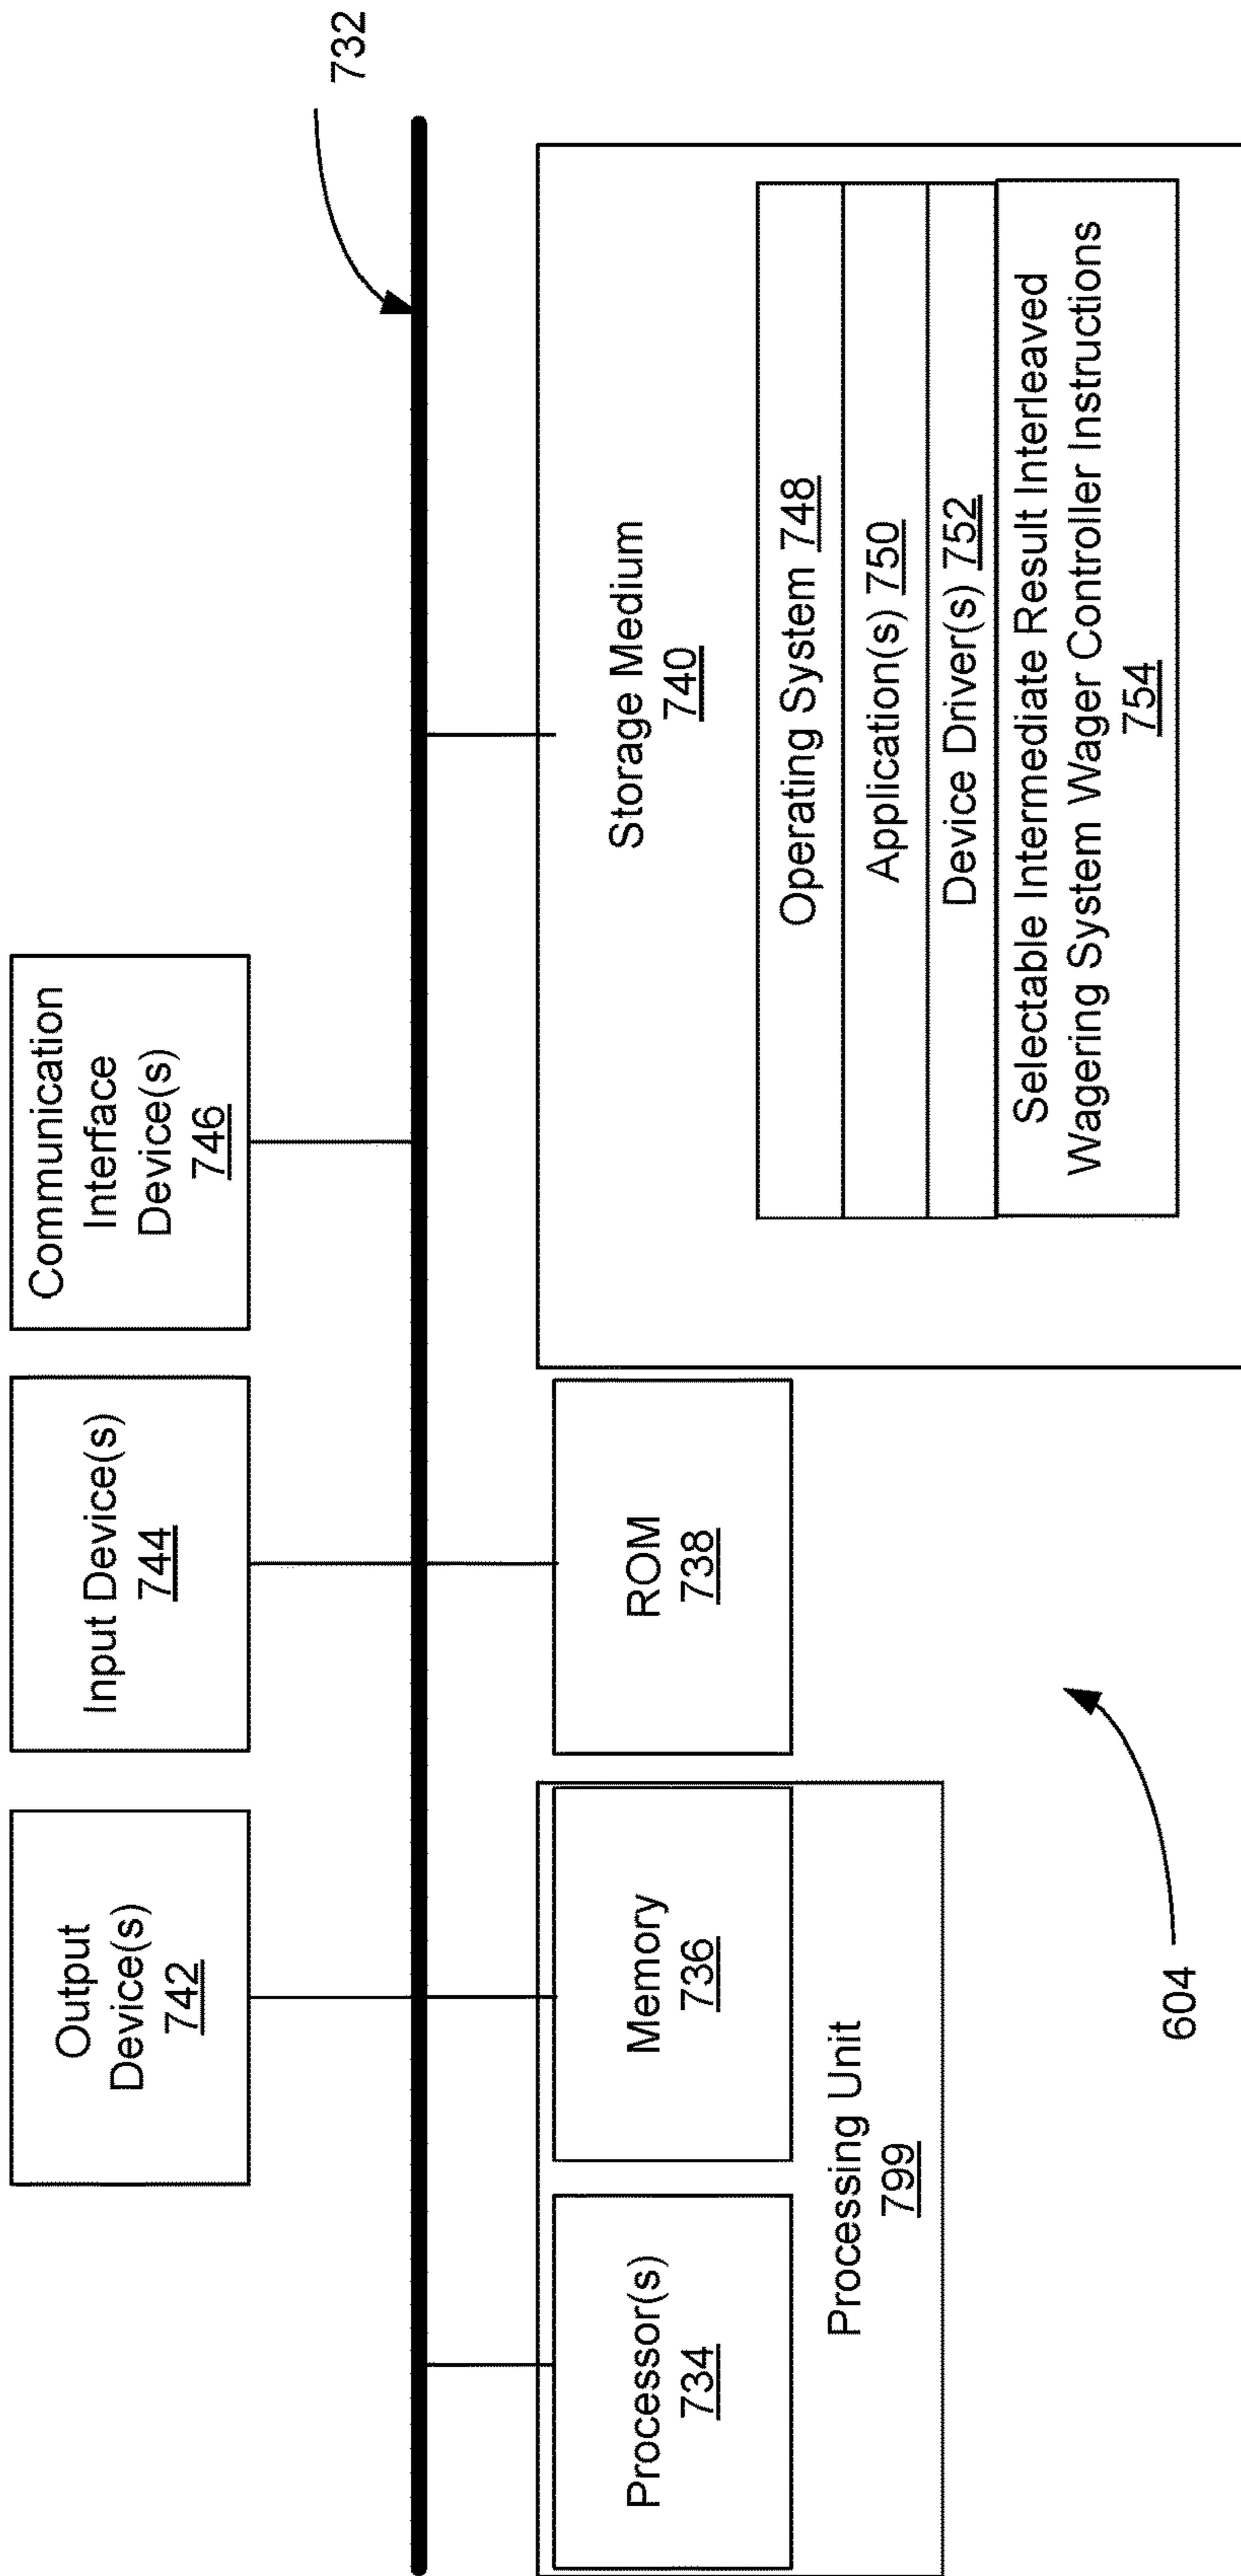 732
Output
Device(s)
742
Input Device(s)
744
Communication
Interface
Device(s)
746
Processor(s)
734
Memory
736
Processing Unit
799
ROM
738
Storage Medium
740
Operating System 748
Application(s) 750
Device Driver(s) 752
Selectable Intermediate Result Interleaved
Wagering System Wager Controller Instructions
754
604